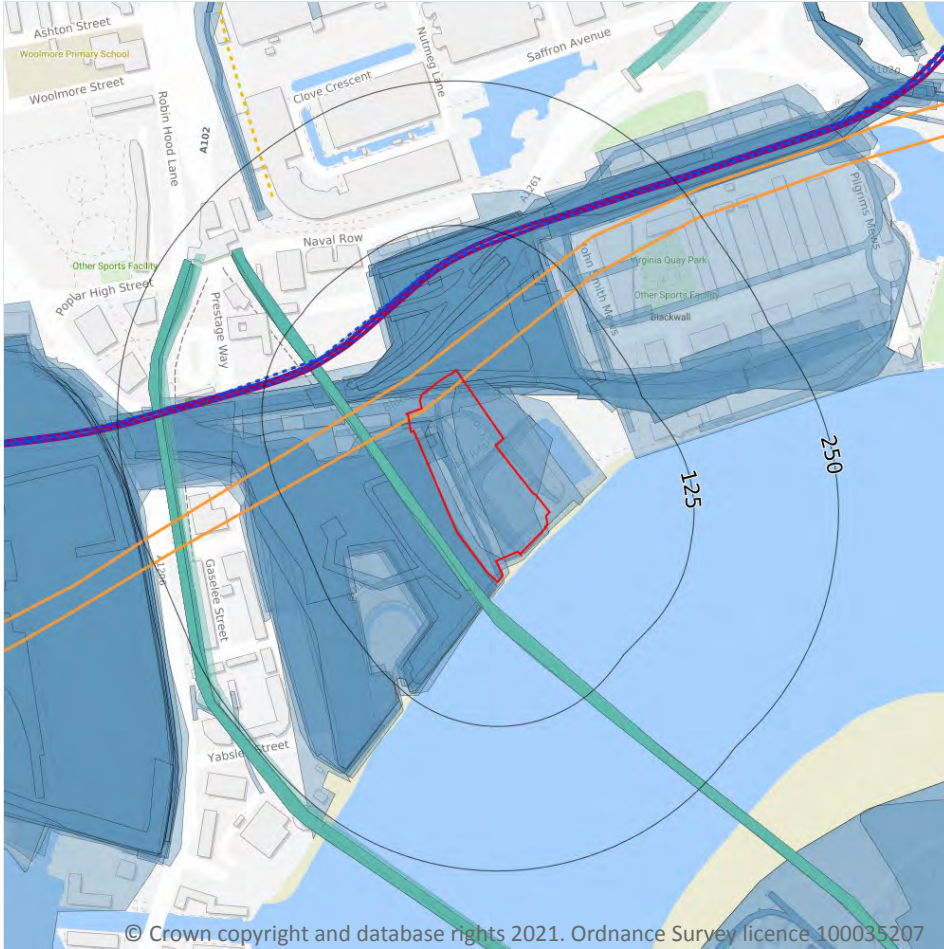 Ashton Street
Woolmore Primary School
Woolmore Street
Robin Hood Lane
A102
Clove Crescent
Nutmeg Lane
Saffron Avenue
A1020
A1261
Naval Row
Other Sports Facility
Poplar High Street
Prestage Way
John Smith Mews
Virginia Quay Park
Other Sports Facility
Blackwall
Pilgrims Mews
125
250
A1206
Gaselee Street
Yabsley Street
© Crown copyright and database rights 2021. Ordnance Survey licence 100035207